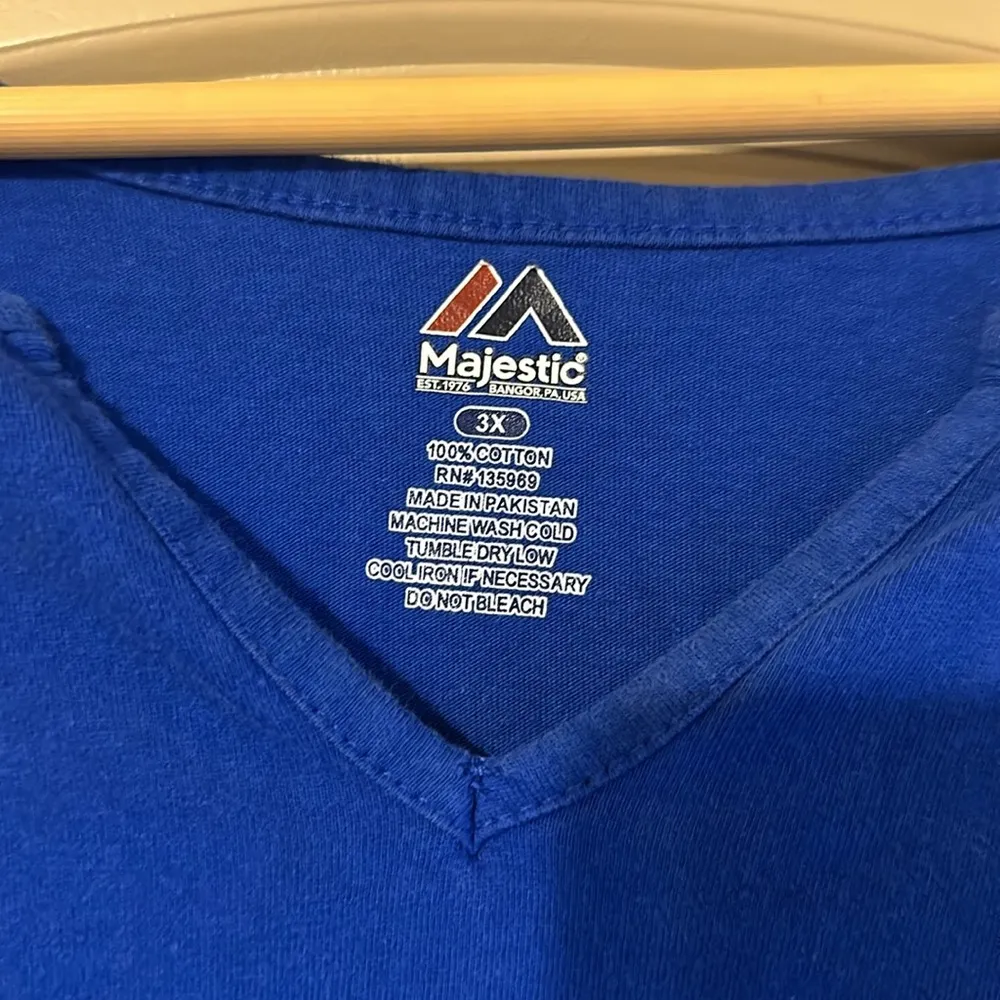 Majestic®
EST. 1976 BANGOR, PA, USA
3X
100% COTTON
RN# 135969
MADE IN PAKISTAN
MACHINE WASH COLD
TUMBLE DRY LOW
COOL IRON IF NECESSARY
DO NOT BLEACH